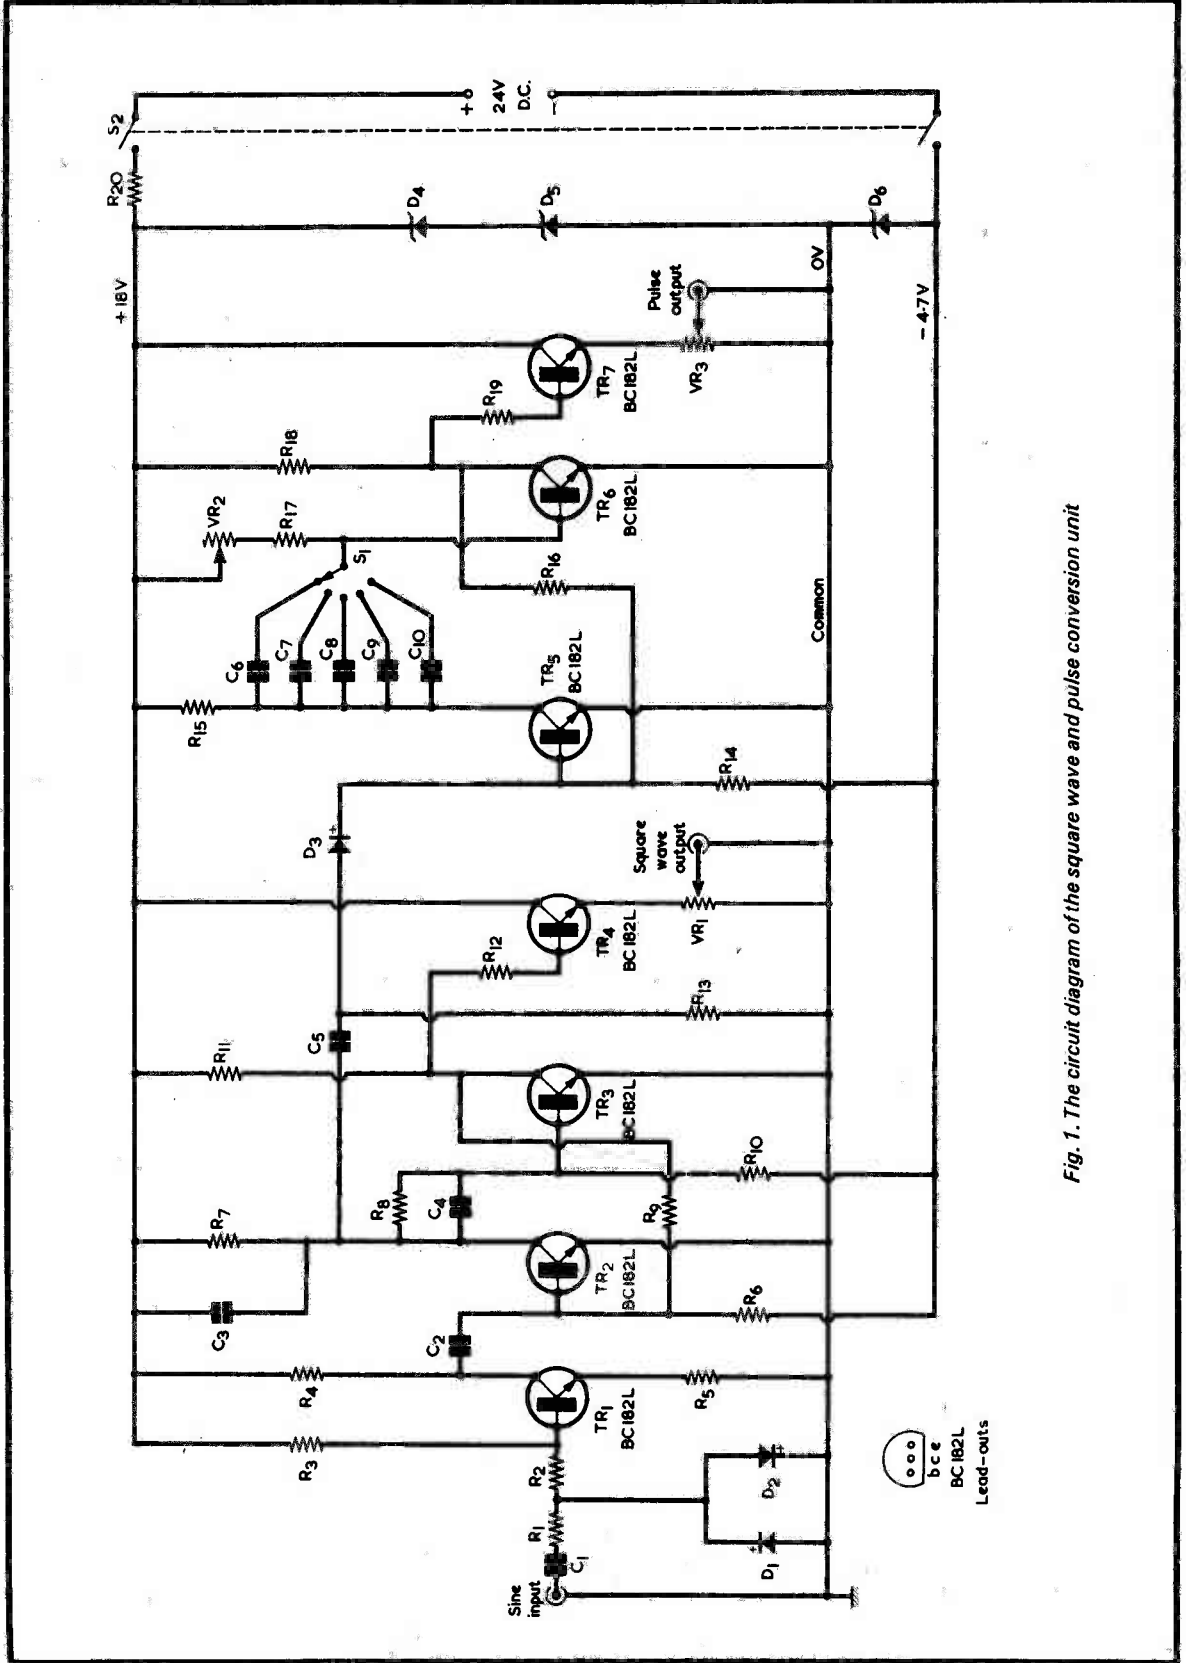 +18V
R20
S2
+
24V
D.C.
−
R3
R4
C3
R7
R11
R15
VR2
R17
R18
C6
C7
C8
C9
C10
S1
D4
D5
D6
C2
R8
C4
C5
D3
R12
R16
R19
Sine
input
C1
R1
R2
TR1
BC182L
TR2
BC182L
TR3
BC182L
TR4
BC182L
TR5
BC182L
TR6
BC182L
TR7
BC182L
R9
Square
wave
output
Pulse
output
D1
+
D2
+
+
R5
R6
R10
R13
VR1
R14
VR3
Common
0V
−4·7V
b c e
BC182L
Lead-outs
Fig. 1. The circuit diagram of the square wave and pulse conversion unit